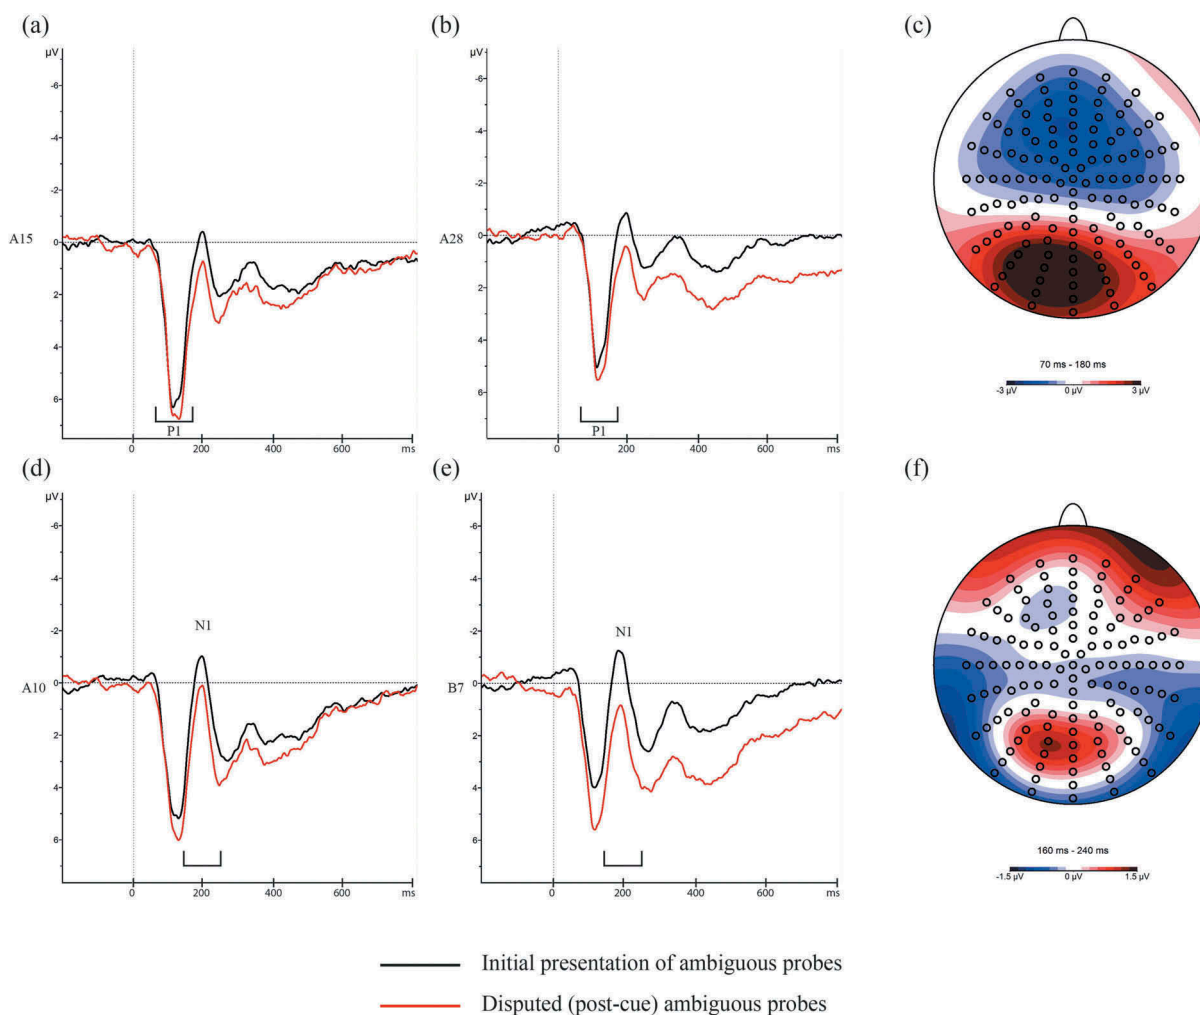 (a)
(b)
(c)
µV
-6
4
-2
A15
0
2
4
6
P1
0
200
400
600
ms
µV
-6
4
-2
A28
0
2
4
6
P1
0
200
400
600
ms
70 ms - 180 ms
-3 µV
0 µV
3 µV
(d)
(e)
(f)
µV
-6
-4
-2
N1
A10
0
2
4
6
0
200
400
600
ms
µV
-6
-4
-2
N1
B7
0
2
4
6
0
200
400
600
ms
160 ms - 240 ms
-1.5 µV
0 µV
1.5 µV
Initial presentation of ambiguous probes
Disputed (post-cue) ambiguous probes